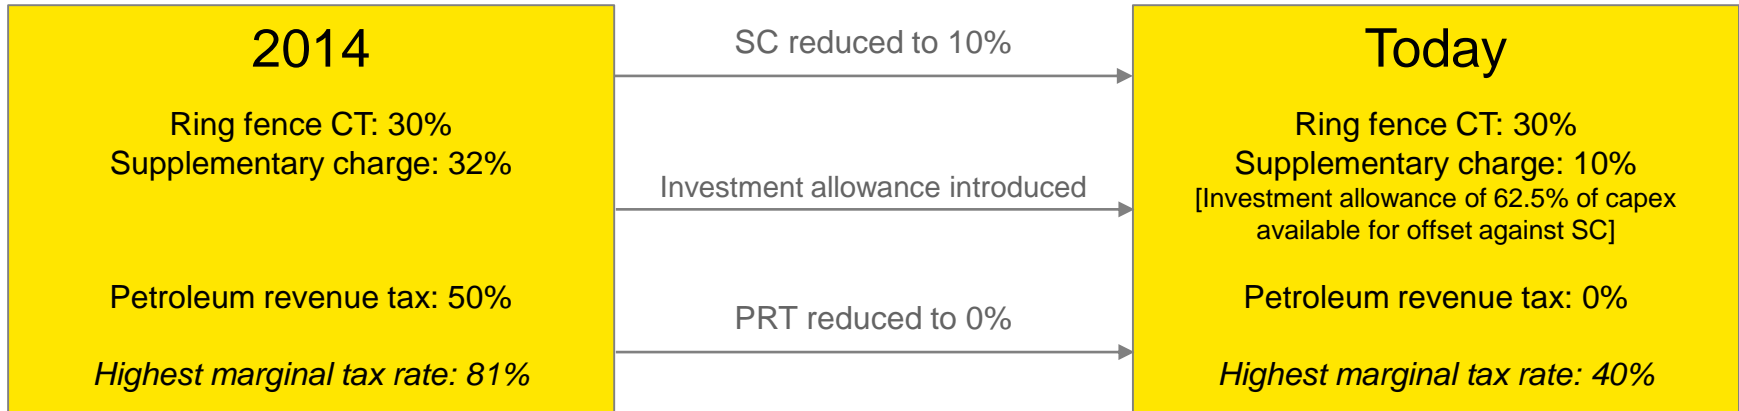 2014
Ring fence CT: 30%
Supplementary charge: 32%
Petroleum revenue tax: 50%
Highest marginal tax rate: 81%
SC reduced to 10%
Investment allowance introduced
PRT reduced to 0%
Today
Ring fence CT: 30%
Supplementary charge: 10%
[Investment allowance of 62.5% of capex
available for offset against SC]
Petroleum revenue tax: 0%
Highest marginal tax rate: 40%